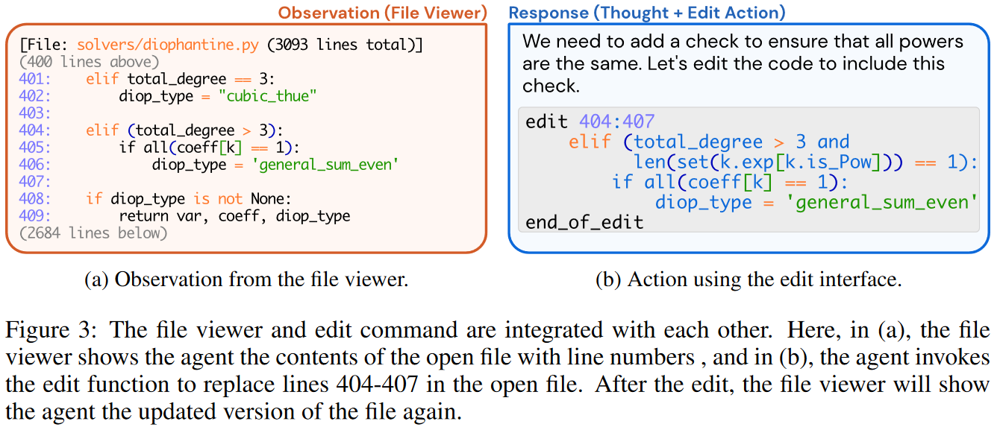 Observation (File Viewer)
[File: solvers/diophantine.py (3093 lines total)]
(400 lines above)
401:    elif total_degree == 3:
402:        diop_type = "cubic_thue"
403:
404:    elif (total_degree > 3):
405:        if all(coeff[k] == 1):
406:            diop_type = 'general_sum_even'
407:
408:    if diop_type is not None:
409:        return var, coeff, diop_type
(2684 lines below)
(a) Observation from the file viewer.
Response (Thought + Edit Action)
We need to add a check to ensure that all powers
are the same. Let's edit the code to include this
check.
edit 404:407
    elif (total_degree > 3 and
          len(set(k.exp[k.is_Pow])) == 1):
        if all(coeff[k] == 1):
            diop_type = 'general_sum_even'
end_of_edit
(b) Action using the edit interface.
Figure 3: The file viewer and edit command are integrated with each other. Here, in (a), the file
viewer shows the agent the contents of the open file with line numbers , and in (b), the agent invokes
the edit function to replace lines 404-407 in the open file. After the edit, the file viewer will show
the agent the updated version of the file again.